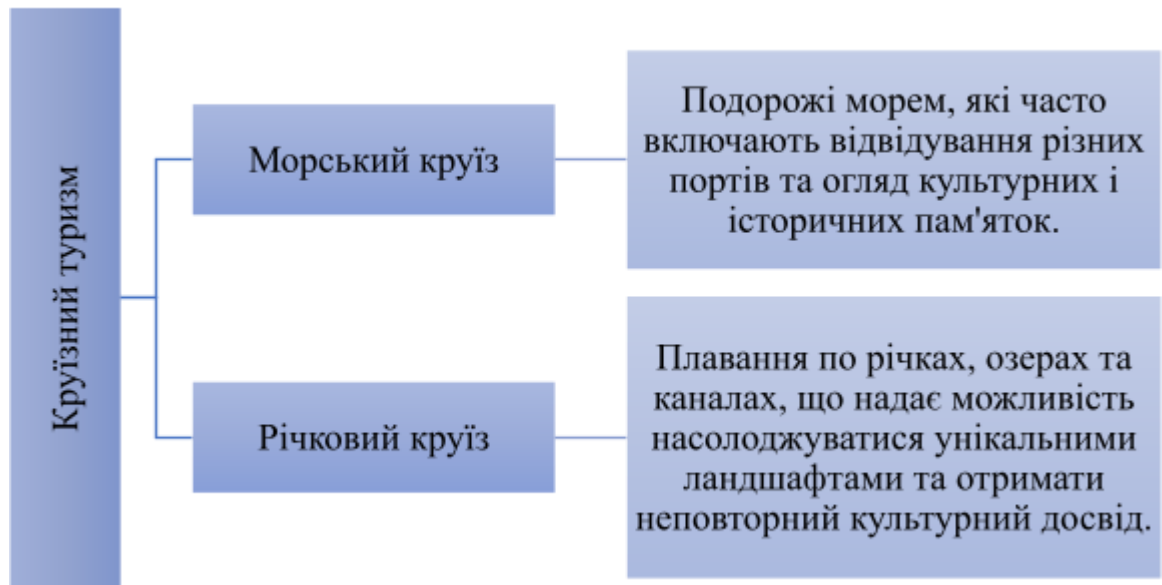 Круїзний туризм
Морський круїз
Подорожі морем, які часто
включають відвідування різних
портів та огляд культурних і
історичних пам'яток.
Річковий круїз
Плавання по річках, озерах та
каналах, що надає можливість
насолоджуватися унікальними
ландшафтами та отримати
неповторний культурний досвід.